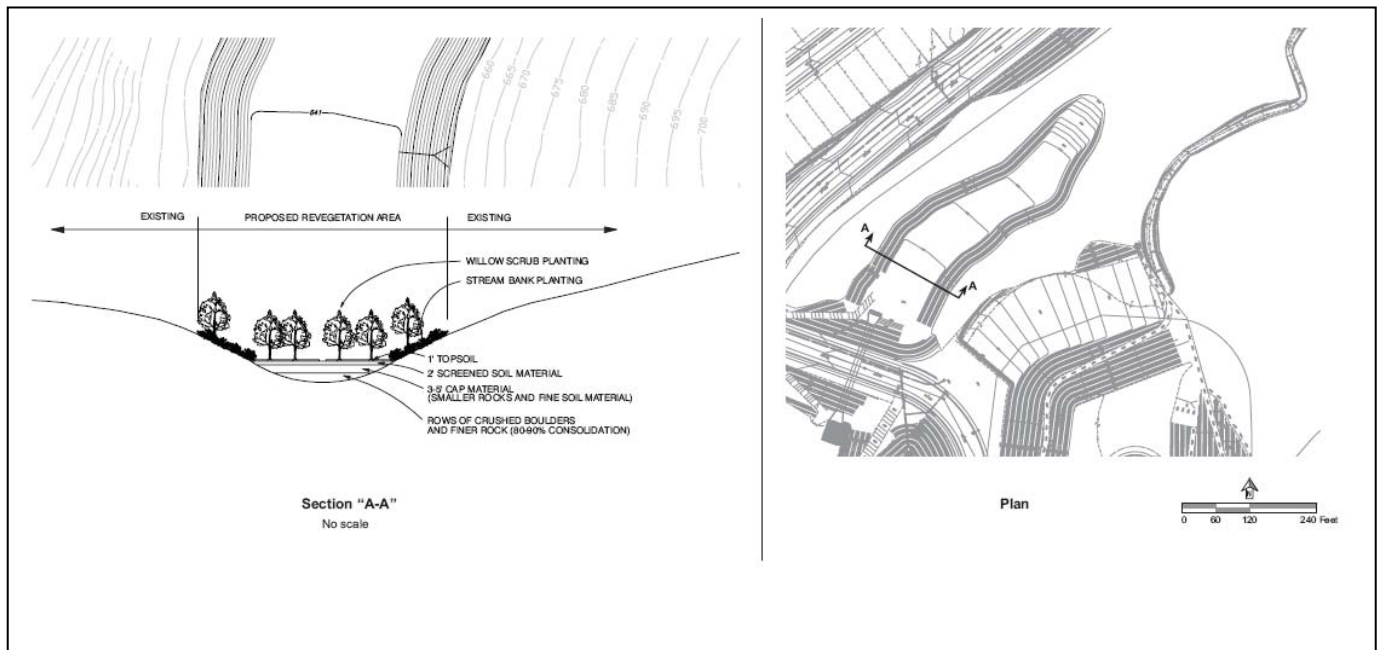 660
665
670
675
680
685
690
695
700
641
EXISTING
PROPOSED REVEGETATION AREA
EXISTING
WILLOW SCRUB PLANTING
STREAM BANK PLANTING
1' TOPSOIL
2' SCREENED SOIL MATERIAL
3-5' CAP MATERIAL
(SMALLER ROCKS AND FINE SOIL MATERIAL)
ROWS OF CRUSHED BOULDERS
AND FINER ROCK (80-90% CONSOLIDATION)
Section “A-A”
No scale
A
A
Plan
N
0 60 120 240 Feet